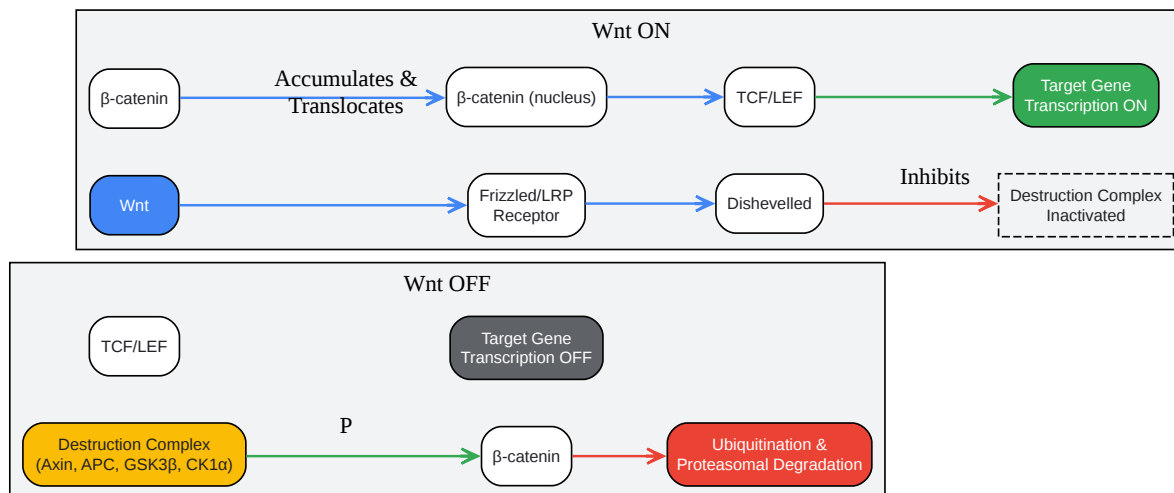 Wnt ON
β-catenin
Accumulates &
Translocates
β-catenin (nucleus)
TCF/LEF
Target Gene
Transcription ON
Wnt
Frizzled/LRP
Receptor
Dishevelled
Inhibits
Destruction Complex
Inactivated
Wnt OFF
TCF/LEF
Target Gene
Transcription OFF
Destruction Complex
(Axin, APC, GSK3β, CK1α)
P
β-catenin
Ubiquitination &
Proteasomal Degradation